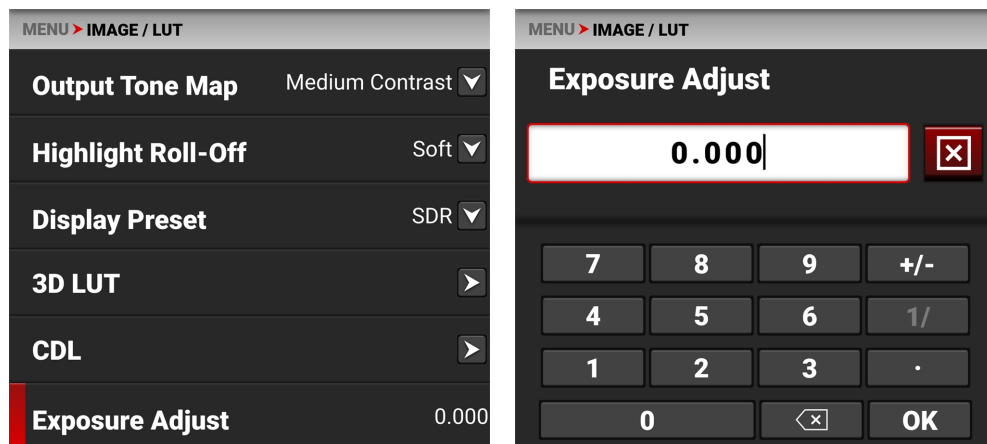 MENU > IMAGE / LUT
Output Tone Map Medium Contrast
Highlight Roll-Off Soft
Display Preset SDR
3D LUT
CDL
Exposure Adjust 0.000
MENU > IMAGE / LUT
Exposure Adjust
0.000
7 8 9 +/-
4 5 6 1/
1 2 3 .
0 OK